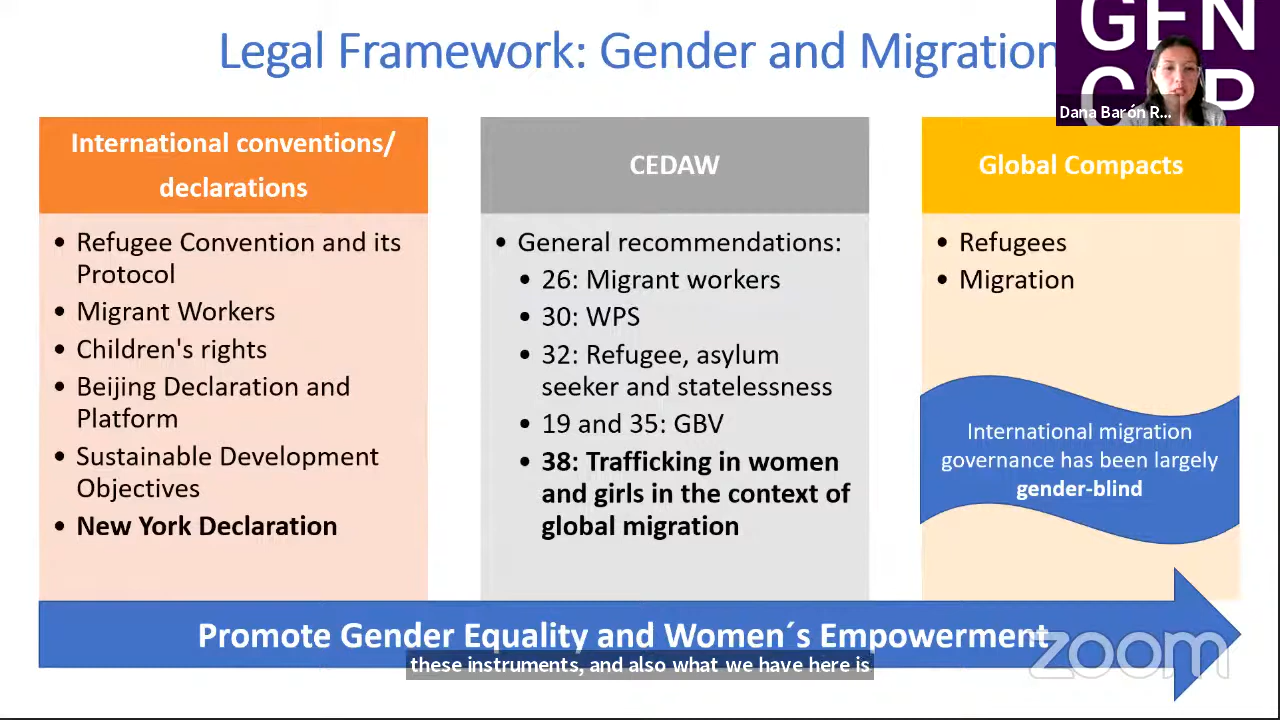 Legal Framework: Gender and Migration
GEN
Dana Barón R...
International conventions/
declarations
• Refugee Convention and its
Protocol
• Migrant Workers
• Children's rights
• Beijing Declaration and
Platform
• Sustainable Development
Objectives
• New York Declaration
CEDAW
• General recommendations:
• 26: Migrant workers
• 30: WPS
• 32: Refugee, asylum
seeker and statelessness
• 19 and 35: GBV
• 38: Trafficking in women
and girls in the context of
global migration
Global Compacts
• Refugees
• Migration
International migration
governance has been largely
gender-blind
Promote Gender Equality and Women´s Empowerment
zoom
these instruments, and also what we have here is